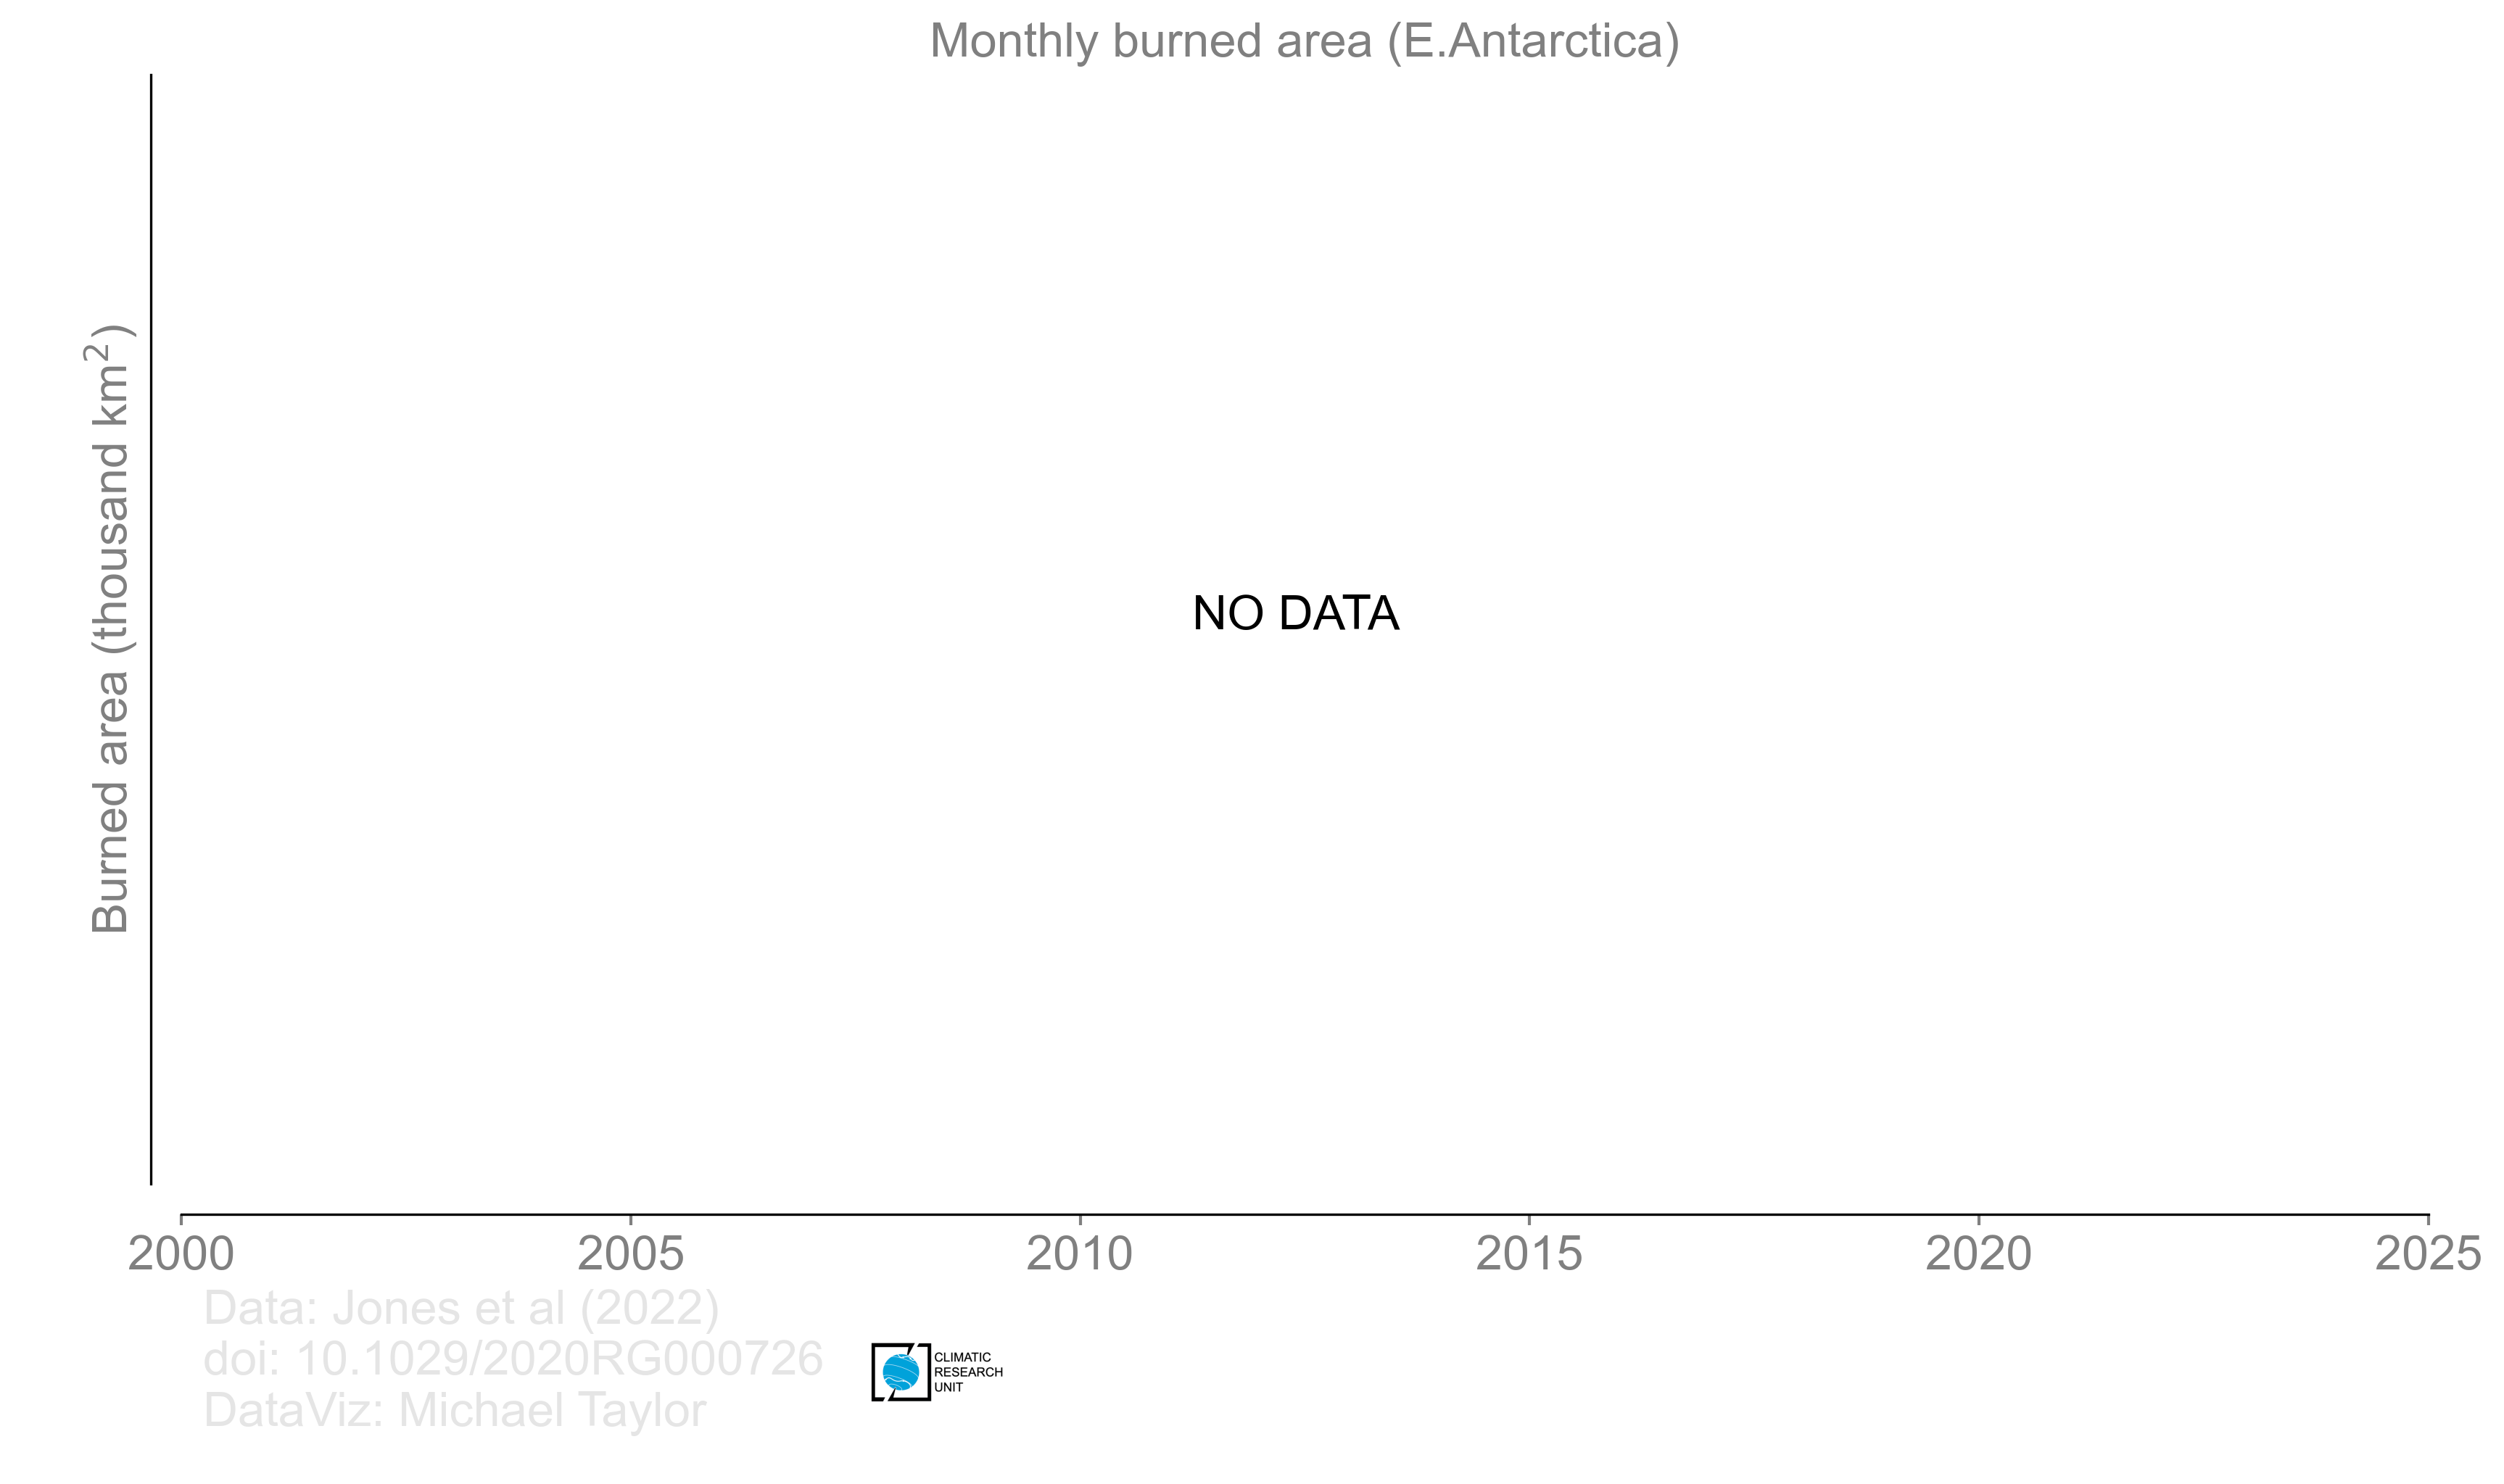 Monthly burned area (E.Antarctica)
Burned area (thousand km²)
NO DATA
2000 2005 2010 2015 2020 2025
Data: Jones et al (2022)
doi: 10.1029/2020RG000726
DataViz: Michael Taylor
CLIMATIC
RESEARCH
UNIT